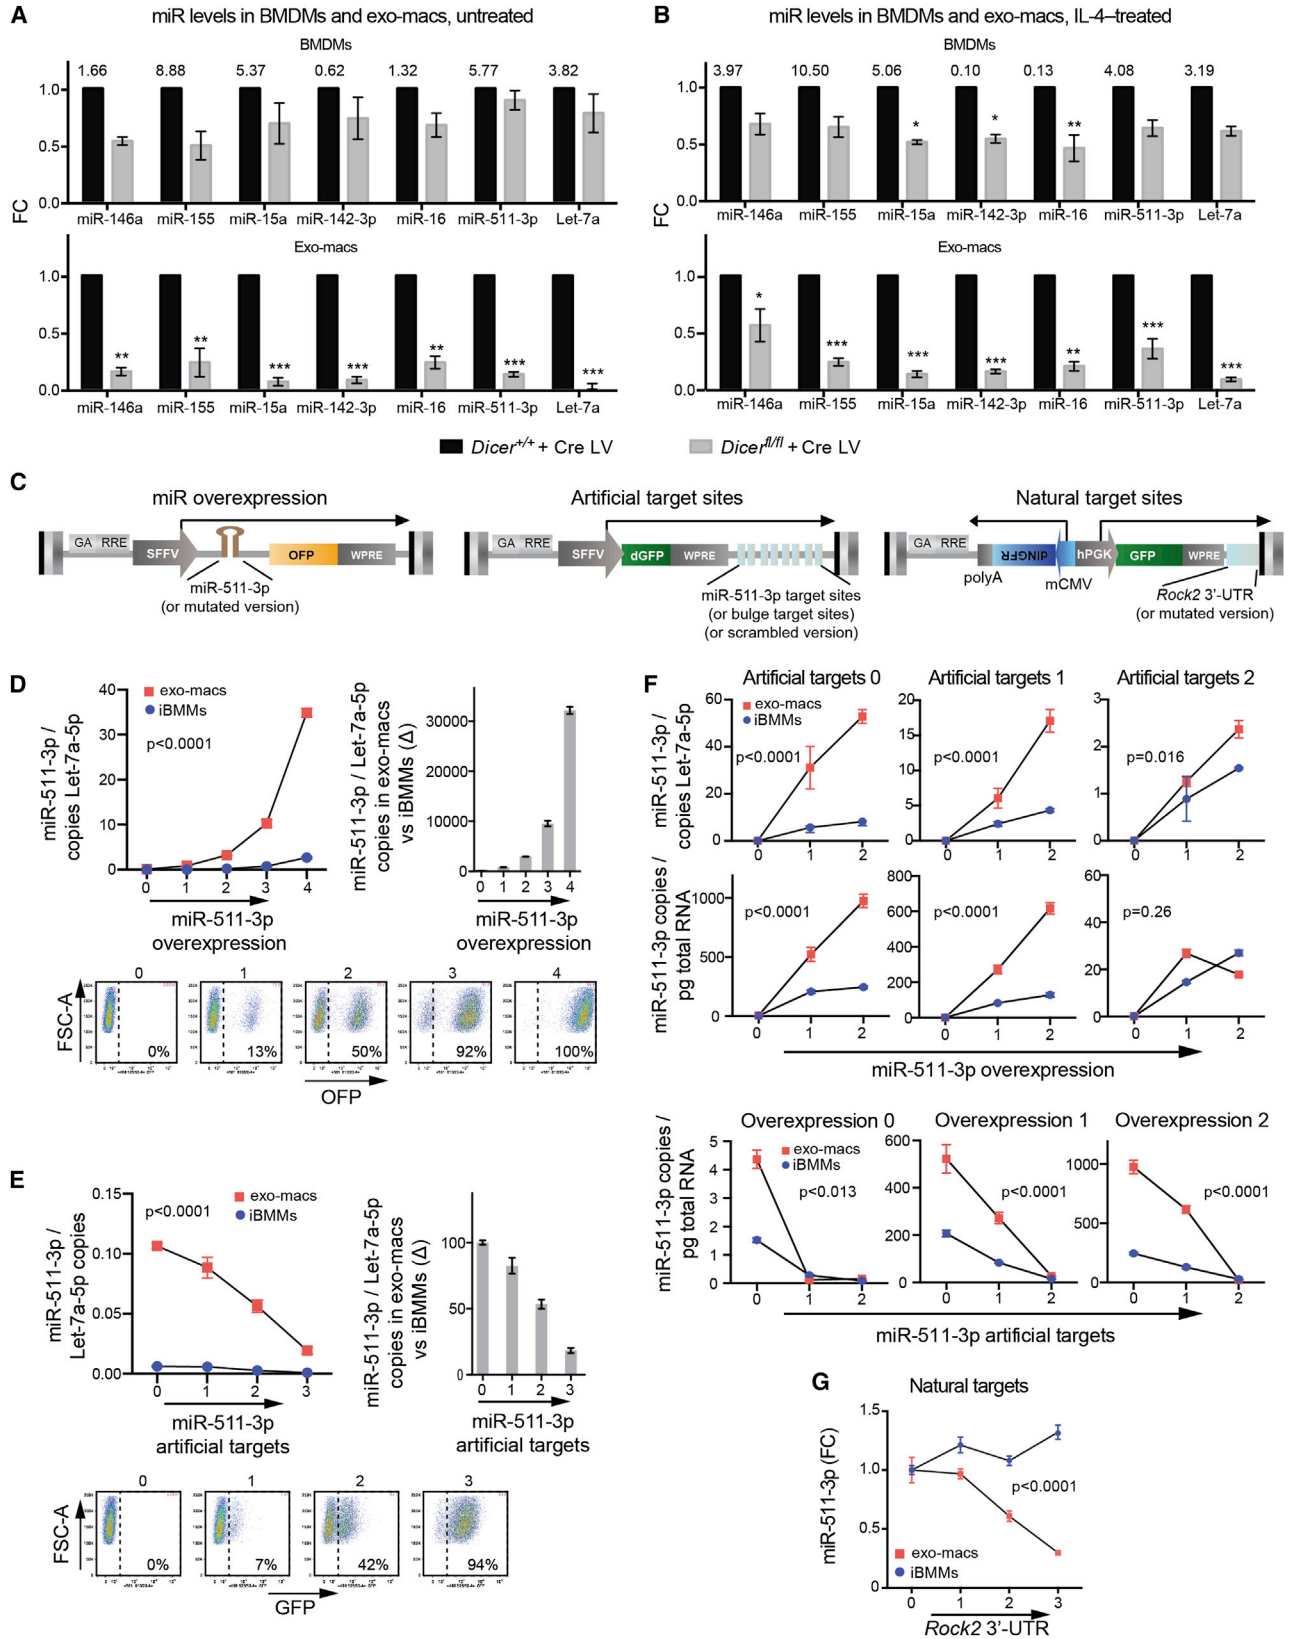 A
miR levels in BMDMs and exo-macs, untreated
BMDMs
1.66 8.88 5.37 0.62 1.32 5.77 3.82
1.0
0.5
0.0
miR-146a miR-155 miR-15a miR-142-3p miR-16 miR-511-3p Let-7a
FC
Exo-macs
1.0
0.5
0.0
** ** *** *** ** *** ***
miR-146a miR-155 miR-15a miR-142-3p miR-16 miR-511-3p Let-7a
B
miR levels in BMDMs and exo-macs, IL-4–treated
BMDMs
3.97 10.50 5.06 0.10 0.13 4.08 3.19
1.0
0.5
0.0
* * **
miR-146a miR-155 miR-15a miR-142-3p miR-16 miR-511-3p Let-7a
FC
Exo-macs
1.0
0.5
0.0
* *** *** *** ** *** ***
miR-146a miR-155 miR-15a miR-142-3p miR-16 miR-511-3p Let-7a
Dicer+/+ + Cre LV
Dicerfl/fl + Cre LV
C
miR overexpression
GA RRE SFFV OFP WPRE
miR-511-3p
(or mutated version)
Artificial target sites
GA RRE SFFV dGFP WPRE
miR-511-3p target sites
(or bulge target sites)
(or scrambled version)
Natural target sites
GA RRE dlNGFR hPGK GFP WPRE
polyA
mCMV
Rock2 3'-UTR
(or mutated version)
D
miR-511-3p /
copies Let-7a-5p
40
30
20
10
0
exo-macs
iBMMs
p<0.0001
0 1 2 3 4
miR-511-3p
overexpression
miR-511-3p / Let-7a-5p
copies in exo-macs
vs iBMMs (Δ)
30000
20000
10000
0
0 1 2 3 4
miR-511-3p
overexpression
0 1 2 3 4
FSC-A
0% 13% 50% 92% 100%
OFP
E
miR-511-3p /
Let-7a-5p copies
0.15
0.10
0.05
0.00
exo-macs
iBMMs
p<0.0001
0 1 2 3
miR-511-3p
artificial targets
miR-511-3p / Let-7a-5p
copies in exo-macs
vs iBMMs (Δ)
100
50
0
0 1 2 3
miR-511-3p
artificial targets
0 1 2 3
FSC-A
0% 7% 42% 94%
GFP
F
Artificial targets 0
Artificial targets 1
Artificial targets 2
miR-511-3p /
copies Let-7a-5p
60
40
20
0
exo-macs
iBMMs
p<0.0001
0 1 2
20
15
10
5
0
p<0.0001
0 1 2
3
2
1
0
p=0.016
0 1 2
miR-511-3p copies /
pg total RNA
1000
500
0
p<0.0001
0 1 2
800
600
400
200
0
p<0.0001
0 1 2
60
40
20
0
p=0.26
0 1 2
miR-511-3p overexpression
Overexpression 0
Overexpression 1
Overexpression 2
miR-511-3p copies /
pg total RNA
5
4
3
2
1
0
exo-macs
iBMMs
p<0.013
0 1 2
600
400
200
0
p<0.0001
0 1 2
1000
500
0
p<0.0001
0 1 2
miR-511-3p artificial targets
G
Natural targets
miR-511-3p (FC)
1.5
1.0
0.5
0
p<0.0001
exo-macs
iBMMs
0 1 2 3
Rock2 3'-UTR